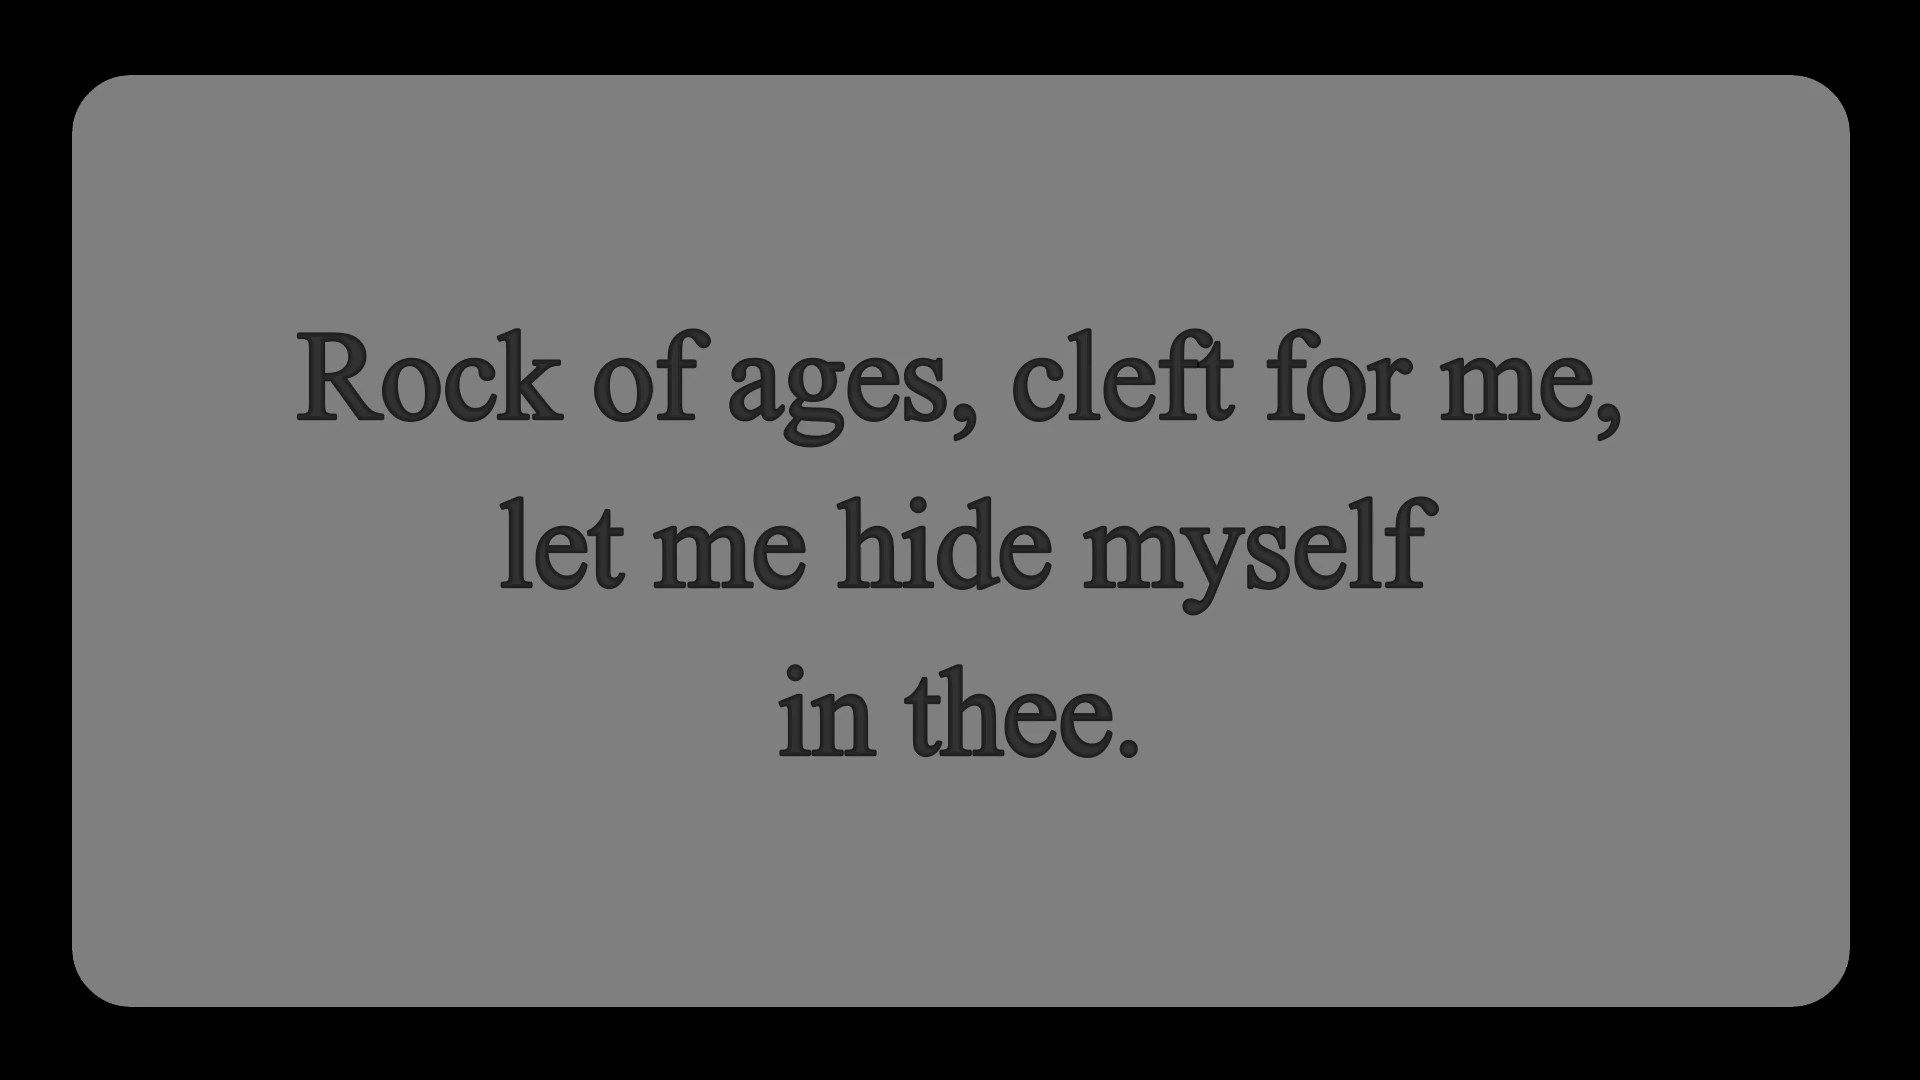 Rock of ages, cleft for me,
let me hide myself
in thee.